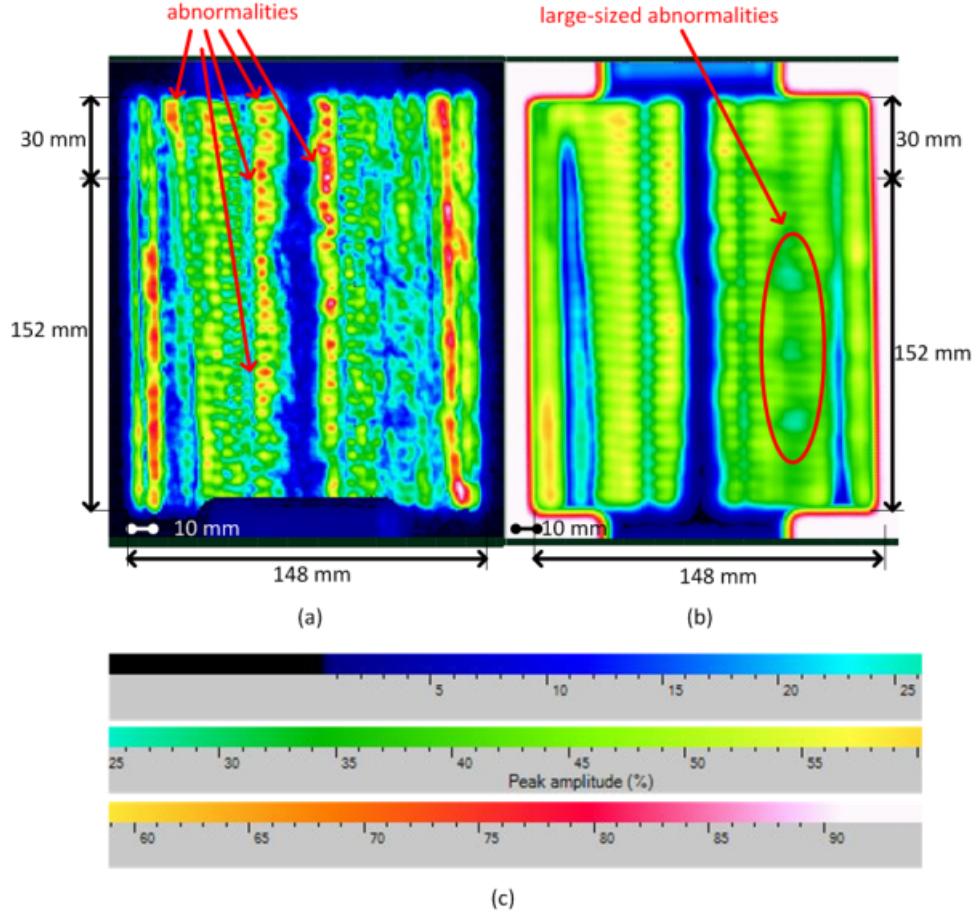 abnormalities
large-sized abnormalities
30 mm
30 mm
152 mm
152 mm
10 mm
10 mm
148 mm
148 mm
(a)
(b)
5 10 15 20 25
25 30 35 40 45 50 55
Peak amplitude (%)
60 65 70 75 80 85 90
(c)